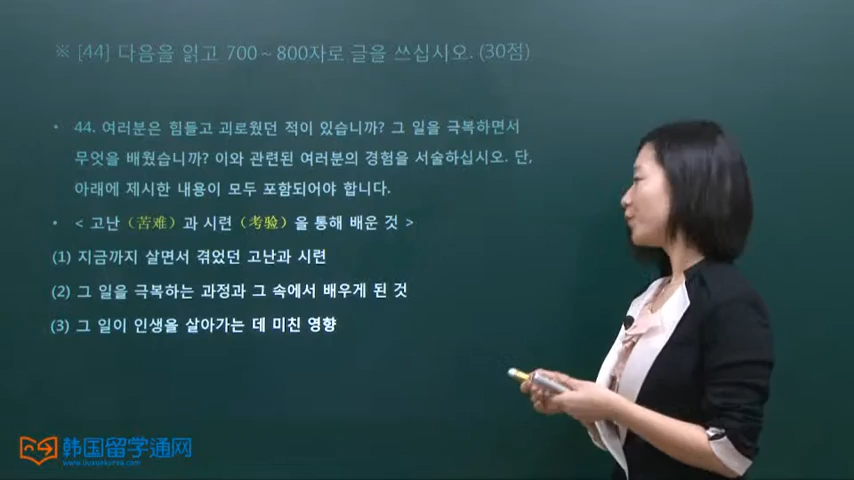 ※ [44] 다음을 읽고 700~800자로 글을 쓰십시오. (30점)
• 44. 여러분은 힘들고 괴로웠던 적이 있습니까? 그 일을 극복하면서
무엇을 배웠습니까? 이와 관련된 여러분의 경험을 서술하십시오. 단,
아래에 제시한 내용이 모두 포함되어야 합니다.
• < 고난（苦难）과 시련（考验）을 통해 배운 것 >
(1) 지금까지 살면서 겪었던 고난과 시련
(2) 그 일을 극복하는 과정과 그 속에서 배우게 된 것
(3) 그 일이 인생을 살아가는 데 미친 영향
韩国留学通网